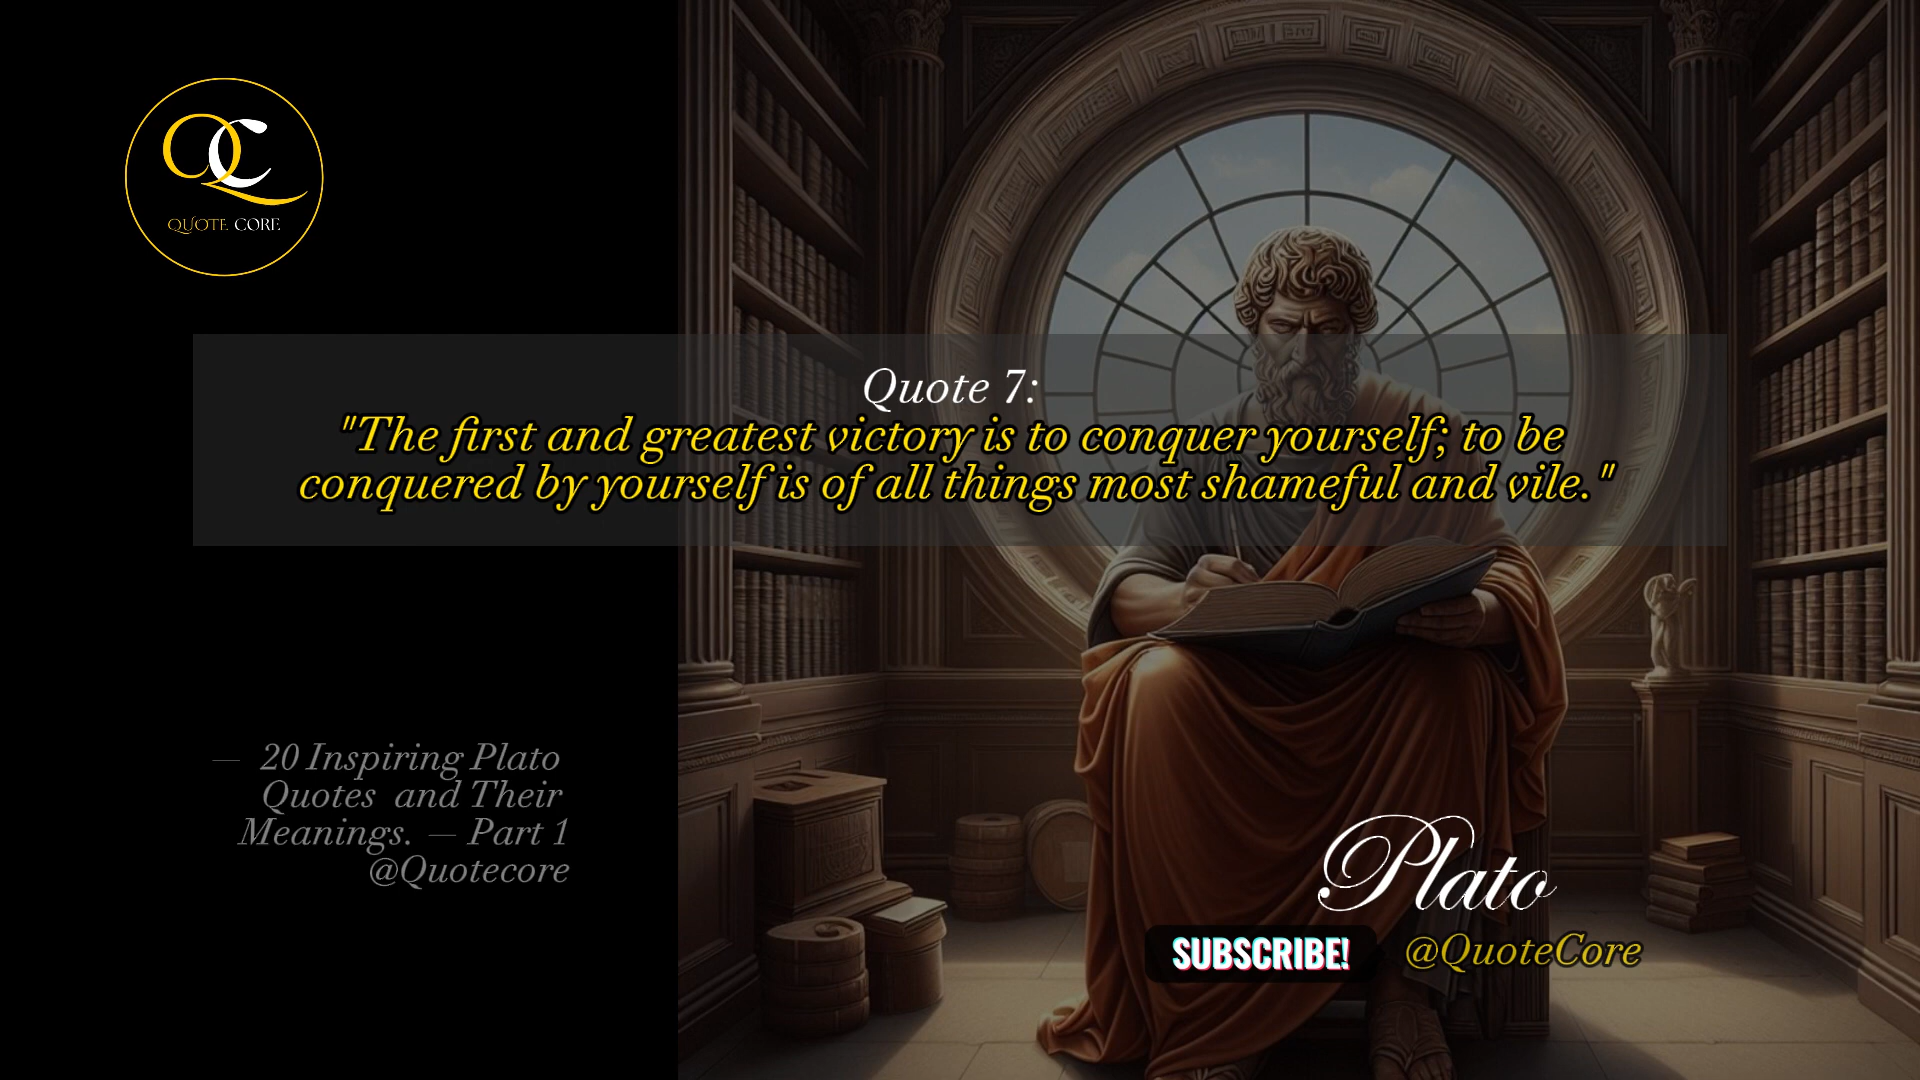 QC
QUOTE CORE
Quote 7:
"The first and greatest victory is to conquer yourself; to be
conquered by yourself is of all things most shameful and vile."
— 20 Inspiring Plato
Quotes and Their
Meanings. — Part 1
@Quotecore
Plato
SUBSCRIBE! @QuoteCore